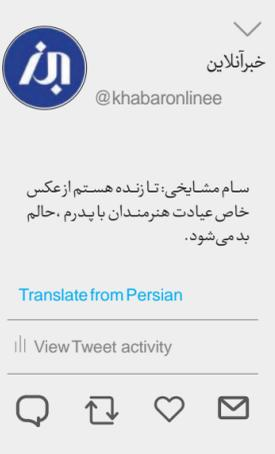 خبرآنلاین
@khabaronlinee
سام مشایخی: تا زنده هستم از عکس
خاص عیادت هنرمندان با پدرم ،حالم
بد می‌شود.
Translate from Persian
View Tweet activity